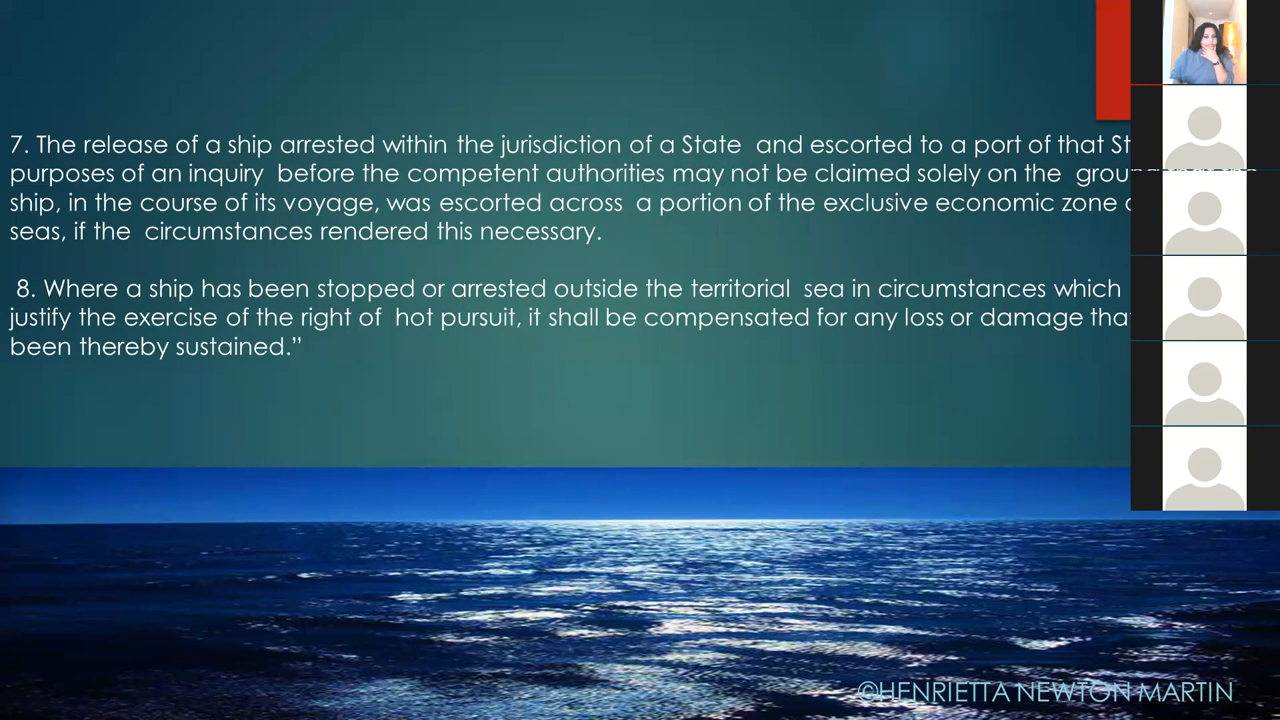 7. The release of a ship arrested within the jurisdiction of a State and escorted to a port of that
purposes of an inquiry before the competent authorities may not be claimed solely on the
ship, in the course of its voyage, was escorted across a portion of the exclusive economic zone
seas, if the circumstances rendered this necessary.
8. Where a ship has been stopped or arrested outside the territorial sea in circumstances which
justify the exercise of the right of hot pursuit, it shall be compensated for any loss or damage
been thereby sustained.”
©HENRIETTA NEWTON MARTIN